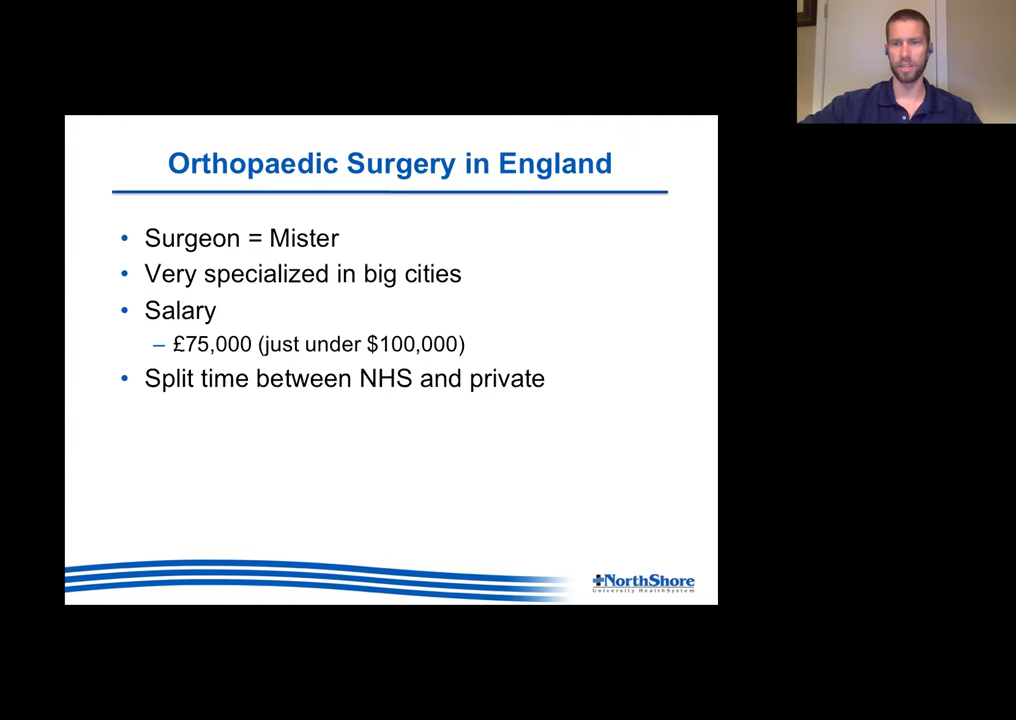 Orthopaedic Surgery in England
• Surgeon = Mister
• Very specialized in big cities
• Salary
– £75,000 (just under $100,000)
• Split time between NHS and private
NorthShore
University HealthSystem